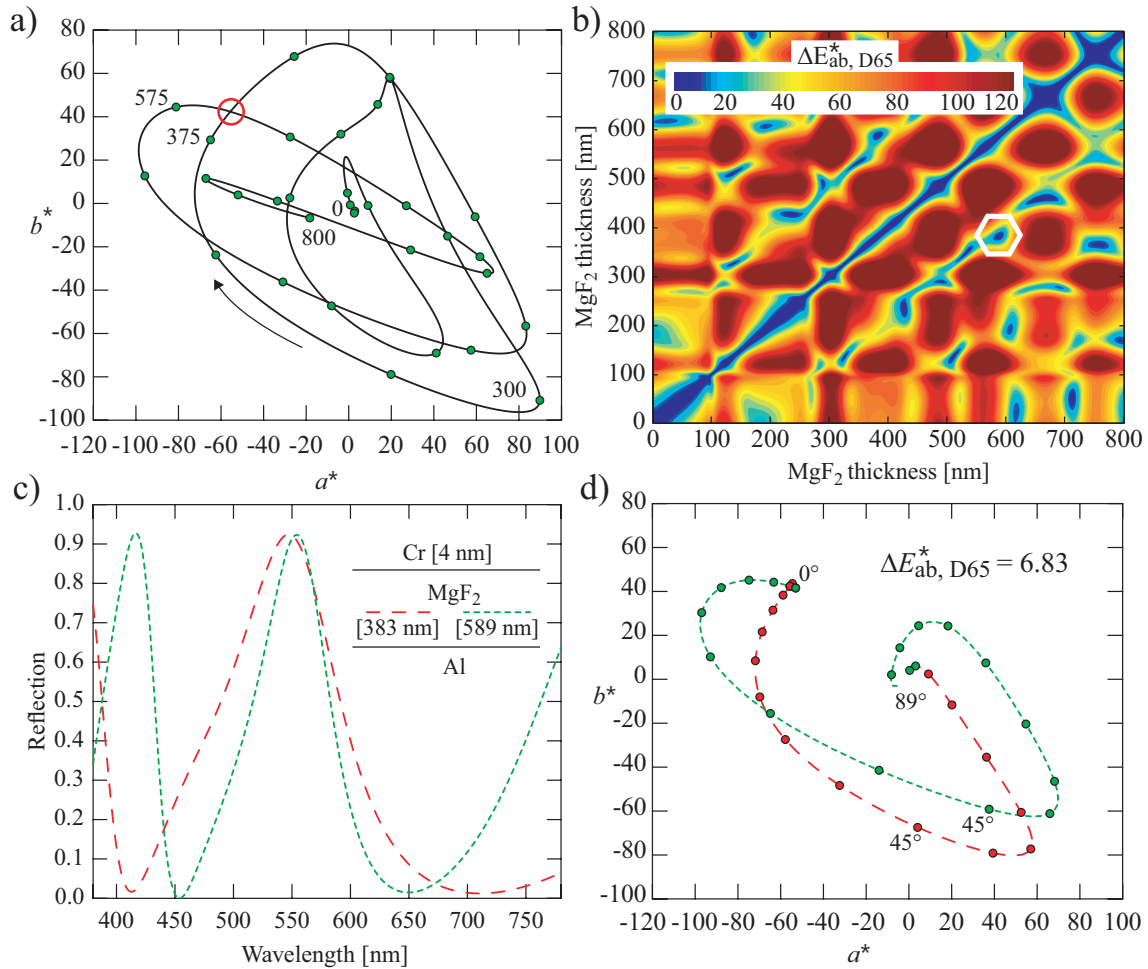 a)
80
60
40
20
0
-20
-40
-60
-80
-100
b*
575
375
0
800
300
-120 -100 -80 -60 -40 -20 0 20 40 60 80 100
a*
b)
800
700
600
500
400
300
200
100
0
MgF2 thickness [nm]
ΔE*ab, D65
0 20 40 60 80 100 120
0 100 200 300 400 500 600 700 800
MgF2 thickness [nm]
c)
1.0
0.9
0.8
0.7
0.6
0.5
0.4
0.3
0.2
0.1
0.0
Reflection
Cr [4 nm]
MgF2
[383 nm] [589 nm]
Al
400 450 500 550 600 650 700 750
Wavelength [nm]
d)
80
60
40
20
0
-20
-40
-60
-80
-100
b*
ΔE*ab, D65 = 6.83
0°
89°
45°
45°
-120 -100 -80 -60 -40 -20 0 20 40 60 80 100
a*